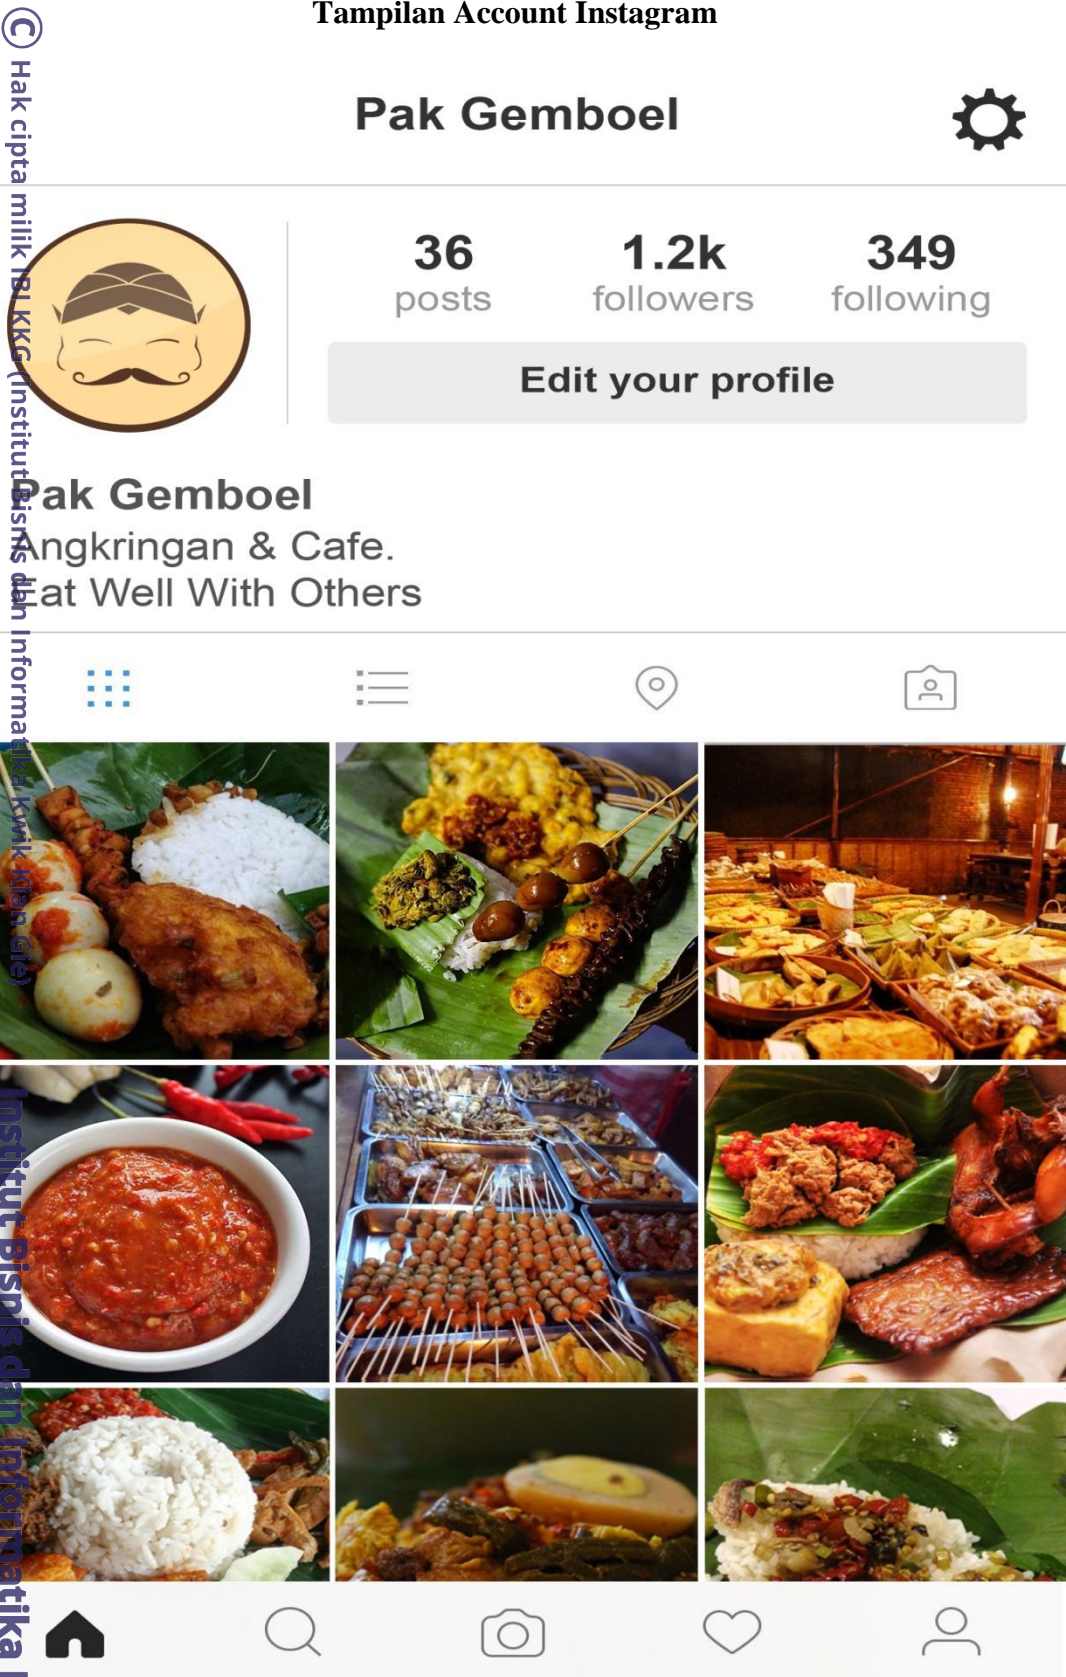 Tampilan Account Instagram
Pak Gemboel
36
posts
1.2k
followers
349
following
Edit your profile
Pak Gemboel
Angkringan & Cafe.
Eat Well With Others
© Hak cipta milik IBI KKG (Institut Bisnis dan Informatika Kwik Kian Gie)
Institut Bisnis dan Informatika